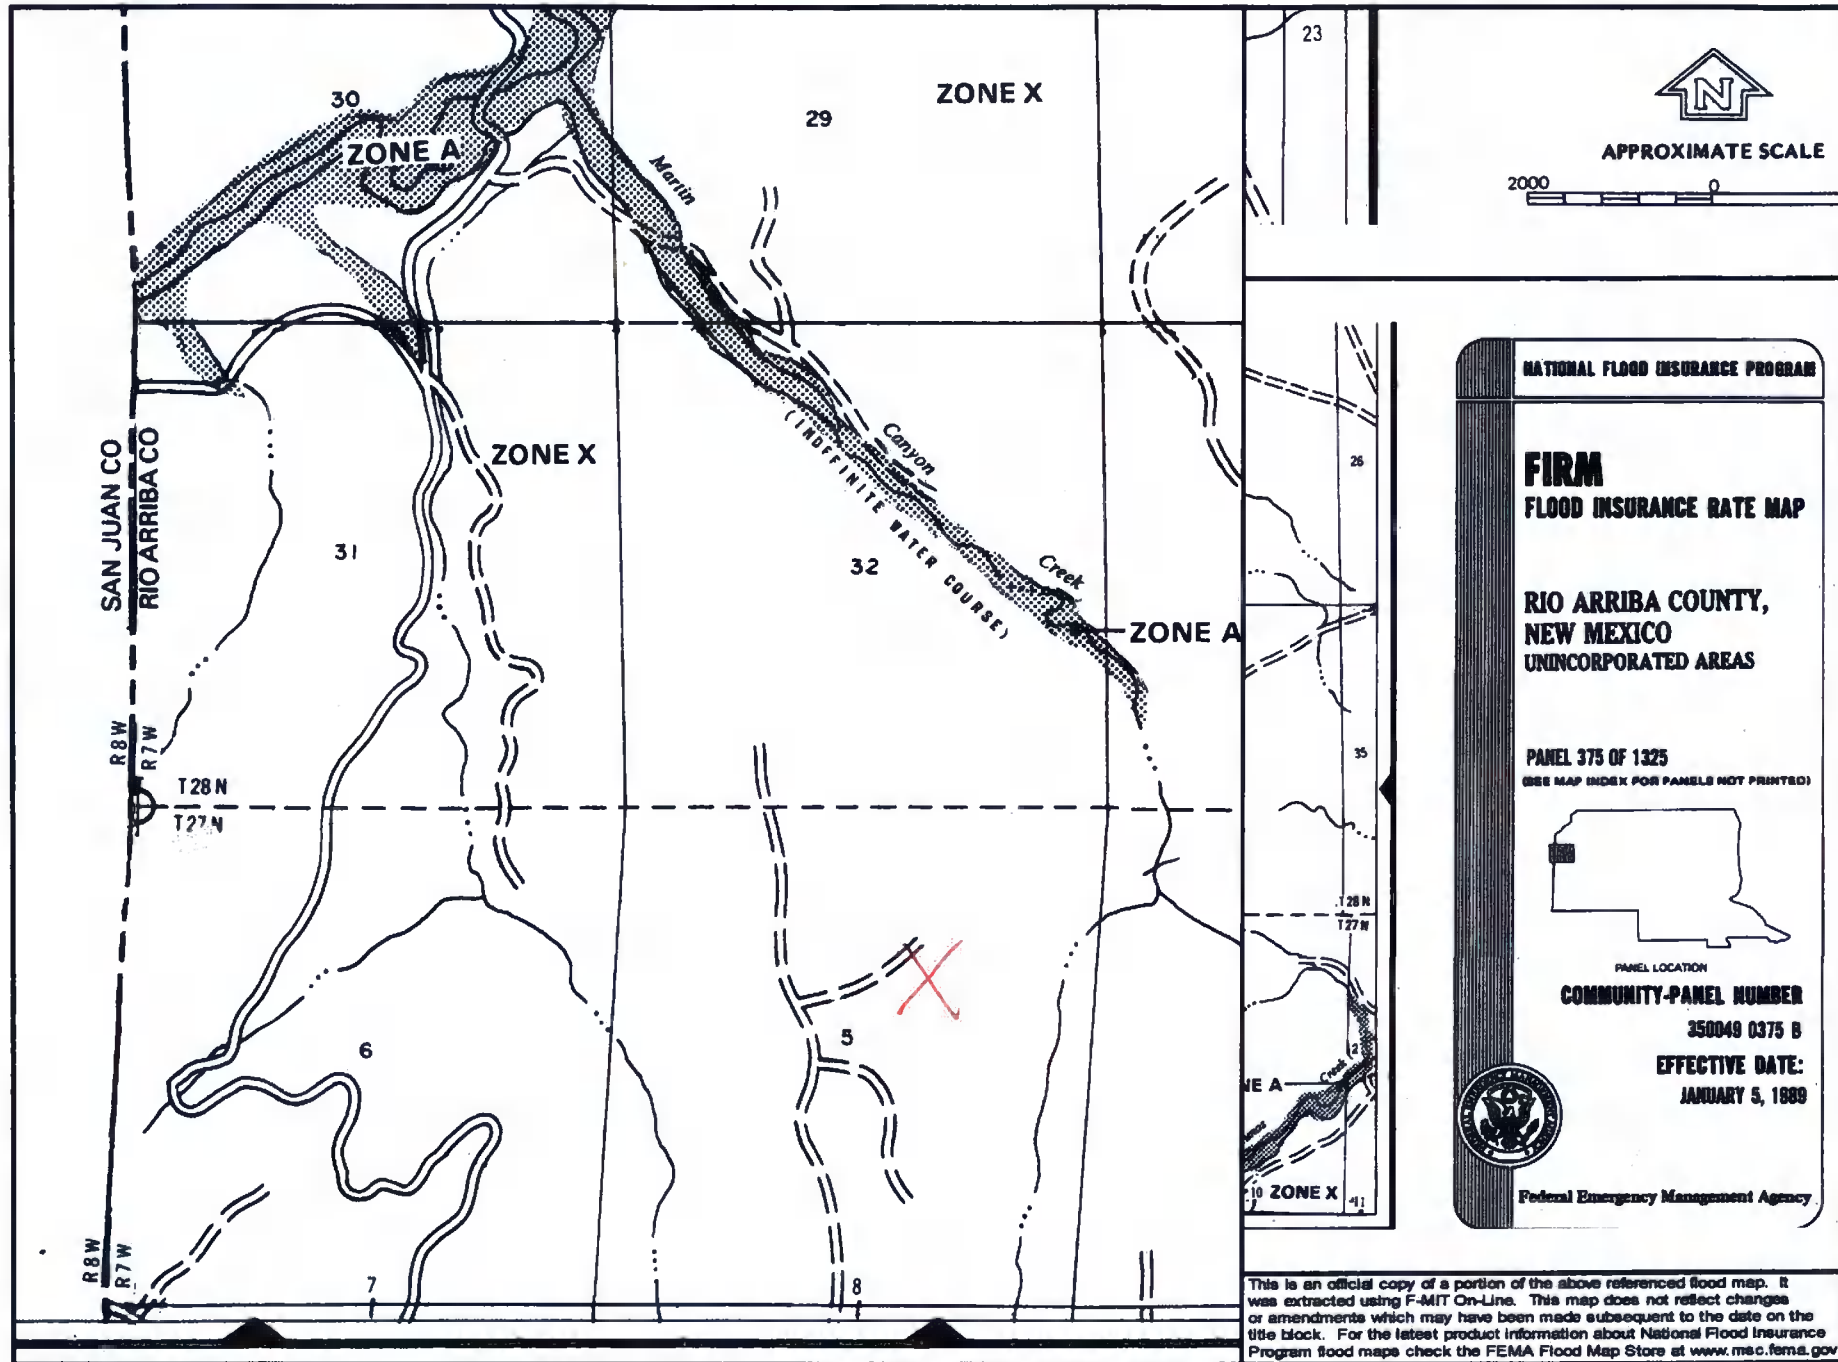 30
ZONE A
29
ZONE X
Martin
23
N
APPROXIMATE SCALE
2000 0
SAN JUAN CO
RIO ARRIBA CO
ZONE X
31
32
Canyon
(INDEFINITE WATER COURSE)
Creek
ZONE A
26
35
R8W
R7W
T28N
T27N
T28N
T27N
6
5
2
NE A
Creek
10 ZONE X 11
R8W
R7W
7
8
NATIONAL FLOOD INSURANCE PROGRAM
FIRM
FLOOD INSURANCE RATE MAP
RIO ARRIBA COUNTY,
NEW MEXICO
UNINCORPORATED AREAS
PANEL 375 OF 1325
(SEE MAP INDEX FOR PANELS NOT PRINTED)
PANEL LOCATION
COMMUNITY-PANEL NUMBER
350049 0375 B
EFFECTIVE DATE:
JANUARY 5, 1989
Federal Emergency Management Agency
This is an official copy of a portion of the above referenced flood map. It
was extracted using F-MIT On-Line. This map does not reflect changes
or amendments which may have been made subsequent to the date on the
title block. For the latest product information about National Flood Insurance
Program flood maps check the FEMA Flood Map Store at www.msc.fema.gov